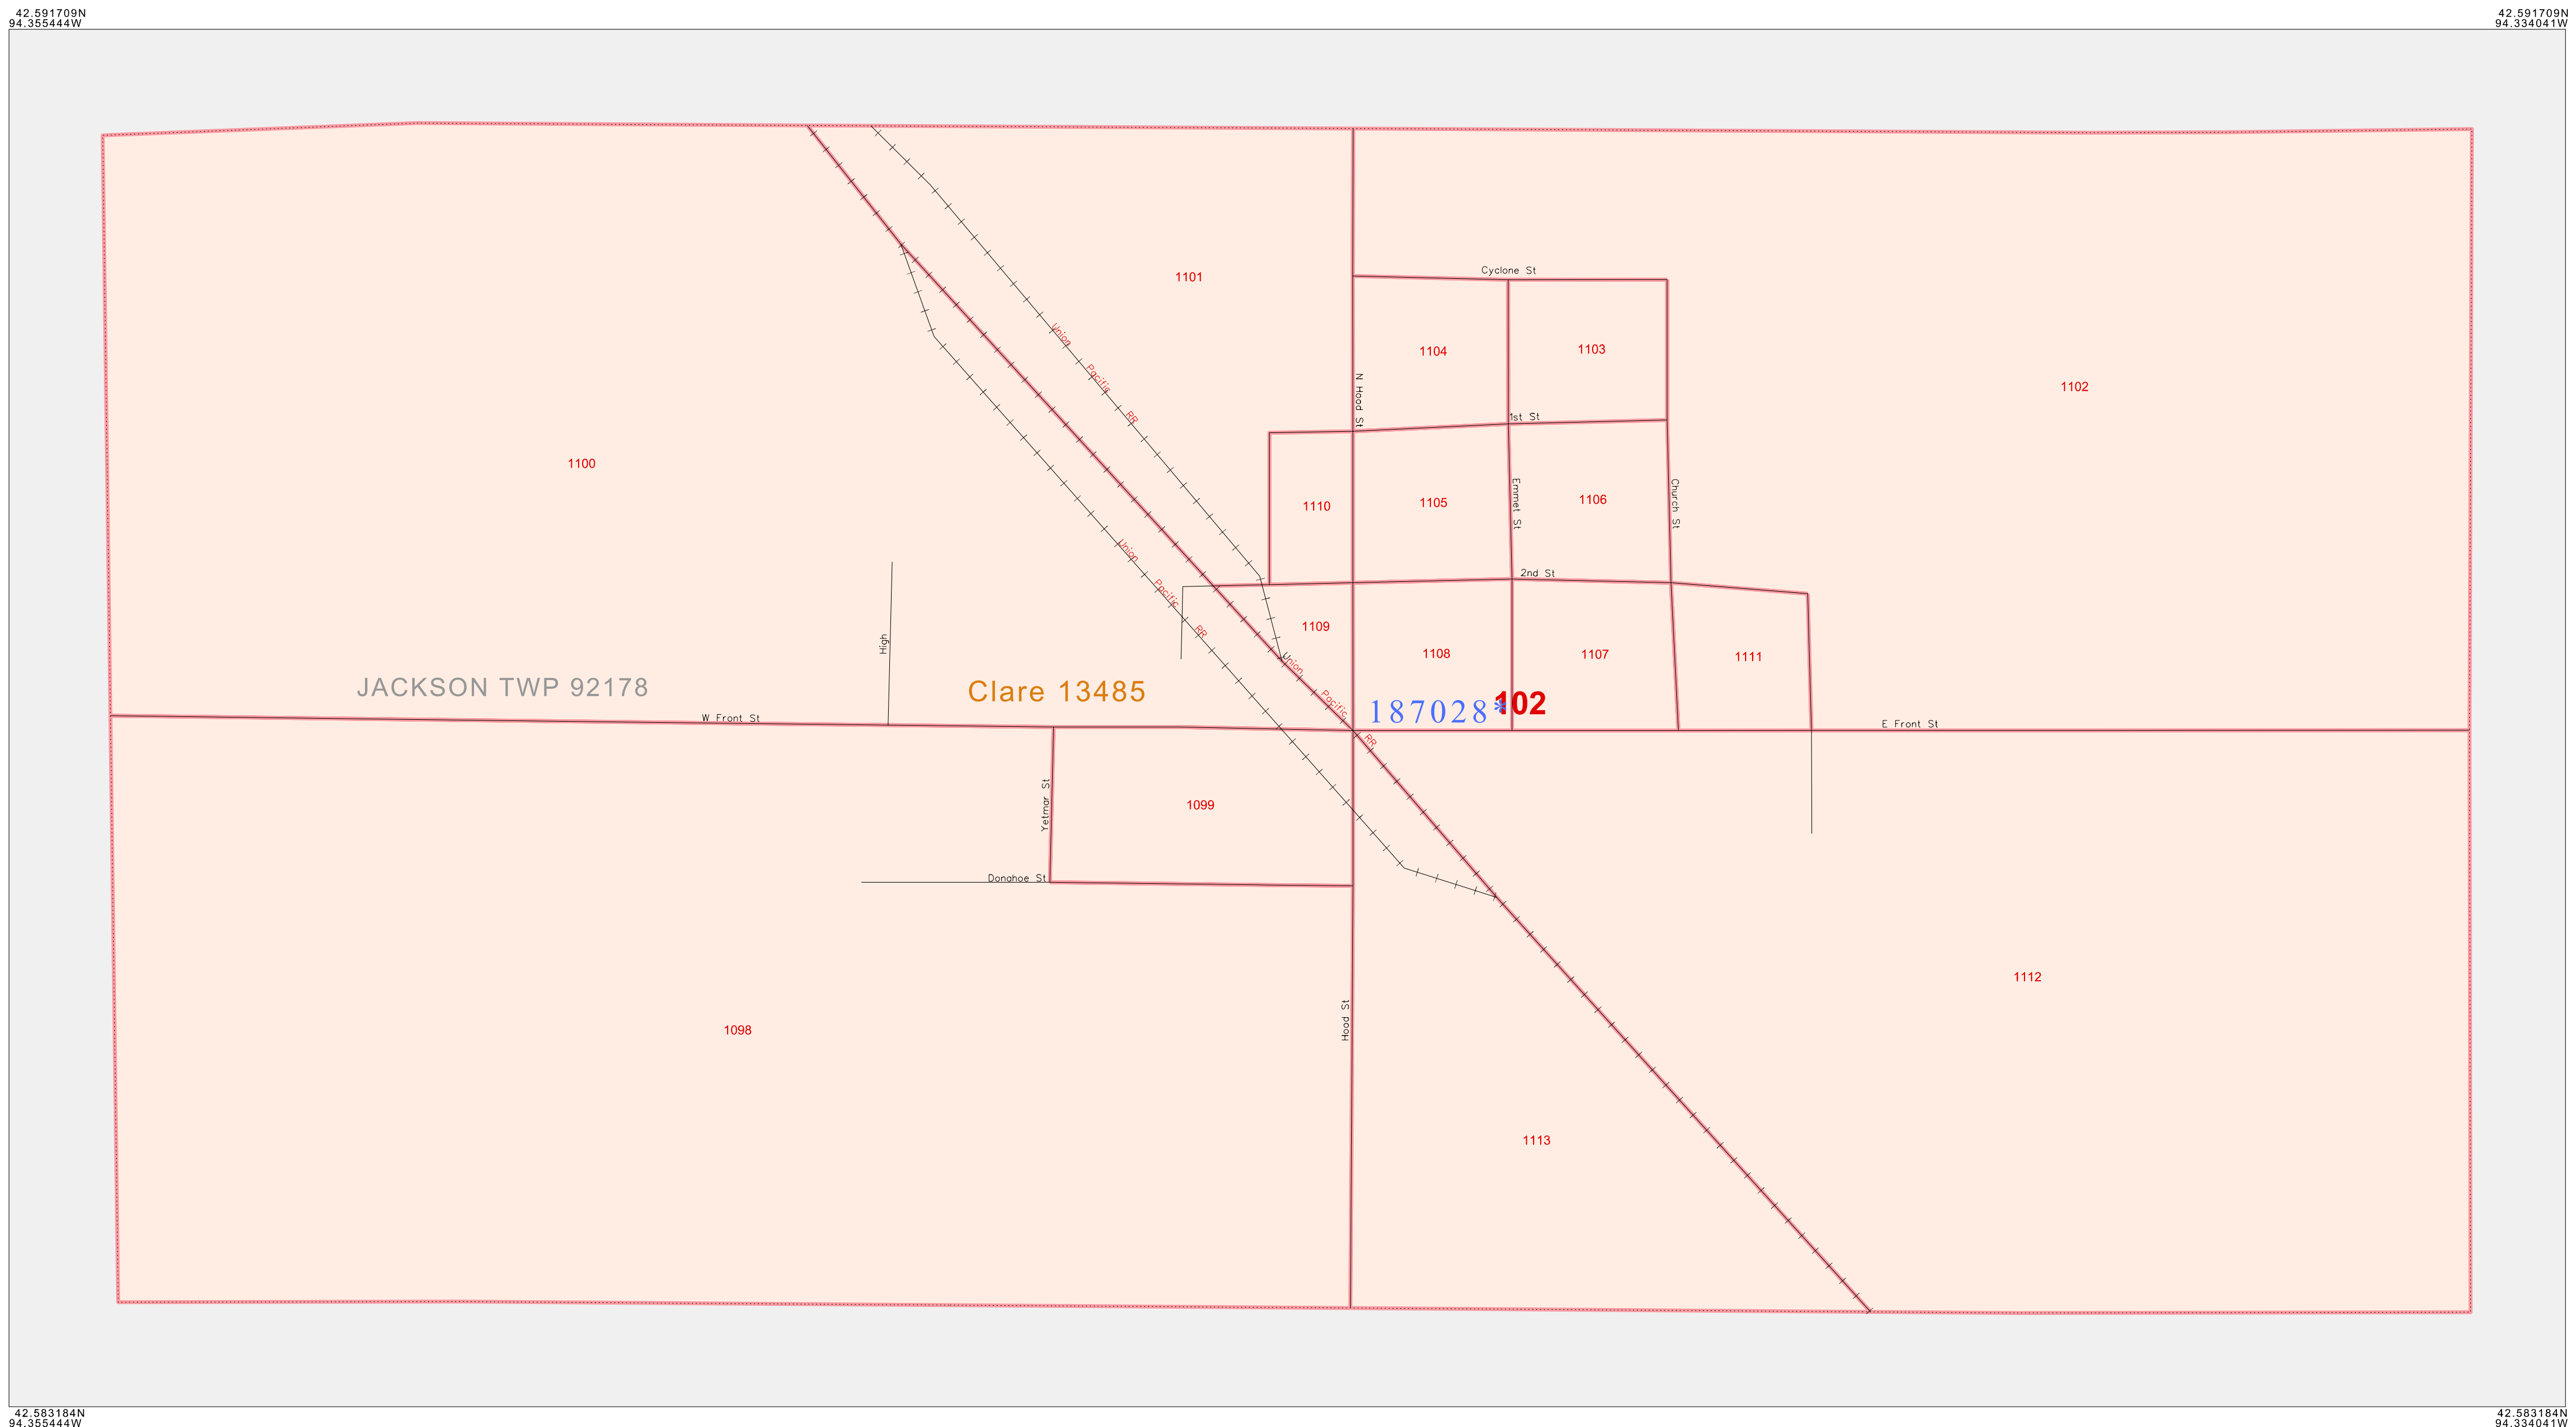 42.591709N
94.355444W
42.591709N
94.334041W
Cyclone St
1101
Union Pacific RR
1104
1103
N Hood St
1102
1st St
1100
1110
1105
Emmet St
1106
Church St
Union Pacific RR
2nd St
High
1109
1108
1107
1111
Union Pacific RR
JACKSON TWP 92178
Clare 13485
187028*
102
W Front St
E Front St
Yetmar St
1099
Donahoe St
1112
Hood St
1098
1113
42.583184N
94.355444W
42.583184N
94.334041W